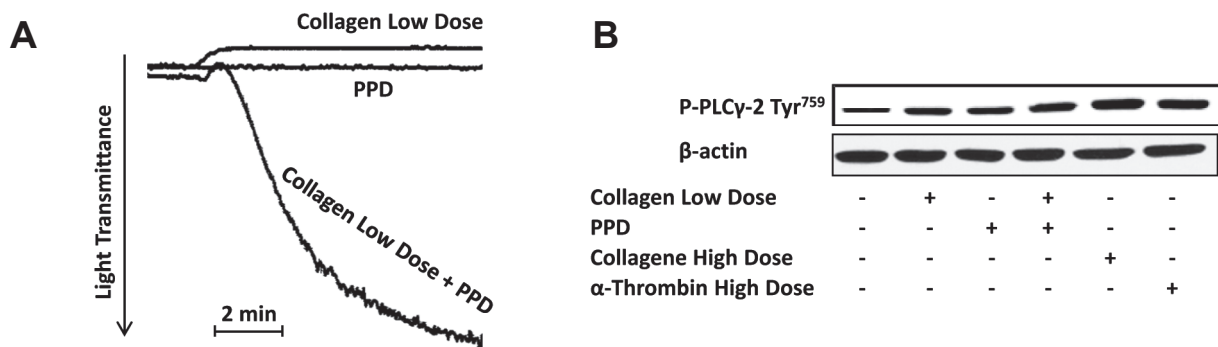 A
Collagen Low Dose
PPD
Light Transmittance
Collagen Low Dose + PPD
2 min
B
P-PLCγ-2 Tyr⁷⁵⁹
β-actin
Collagen Low Dose - + - + - -
PPD - - + + - -
Collagene High Dose - - - - + -
α-Thrombin High Dose - - - - - +